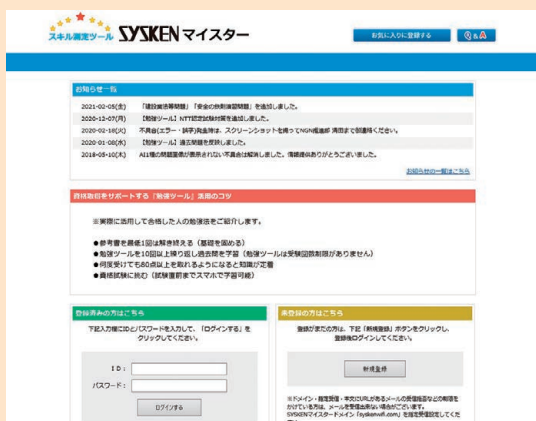 スキル測定ツール SYSKENマイスター
お気に入りに登録する
Q&A
お知らせ一覧
2021-02-05(金) 「建設業法等問題」「安全の鉄則演習問題」を追加しました。
2020-12-07(月) 【勉強ツール】NTT認定試験対策を追加しました。
2020-02-18(火) 不具合(エラー・誤字)発生時は、スクリーンショットを撮ってNGN推進部 満田まで御連絡ください。
2020-01-08(水) 【勉強ツール】過去問題を反映しました。
2018-05-10(木) AI1種の問題画像が表示されない不具合は解消しました。情報提供ありがとうございました。
お知らせの一覧はこちら
資格取得をサポートする「勉強ツール」活用のコツ
※実際に活用して合格した人の勉強法をご紹介します。
●参考書を最低1回は解き終える（基礎を固める）
●勉強ツールを10回以上繰り返し過去問を学習（勉強ツールは受験回数制限がありません）
●何度受けても80点以上を取れるようになると知識が定着
●資格試験に挑む（試験直前までスマホで学習可能）
登録済みの方はこちら
下記入力欄にIDとパスワードを入力して、「ログインする」を
クリックしてください。
ID：
パスワード：
ログインする
未登録の方はこちら
登録がまだの方は、下記「新規登録」ボタンをクリックし、
登録後ログインしてください。
新規登録
※ドメイン・指定受信・本文にURLがあるメールの受信拒否などの制限を
かけている方は、メールを受信出来ない場合がございます。
SYSKENマイスタードメイン「syskenwifi.com」を指定受信設定してくだ